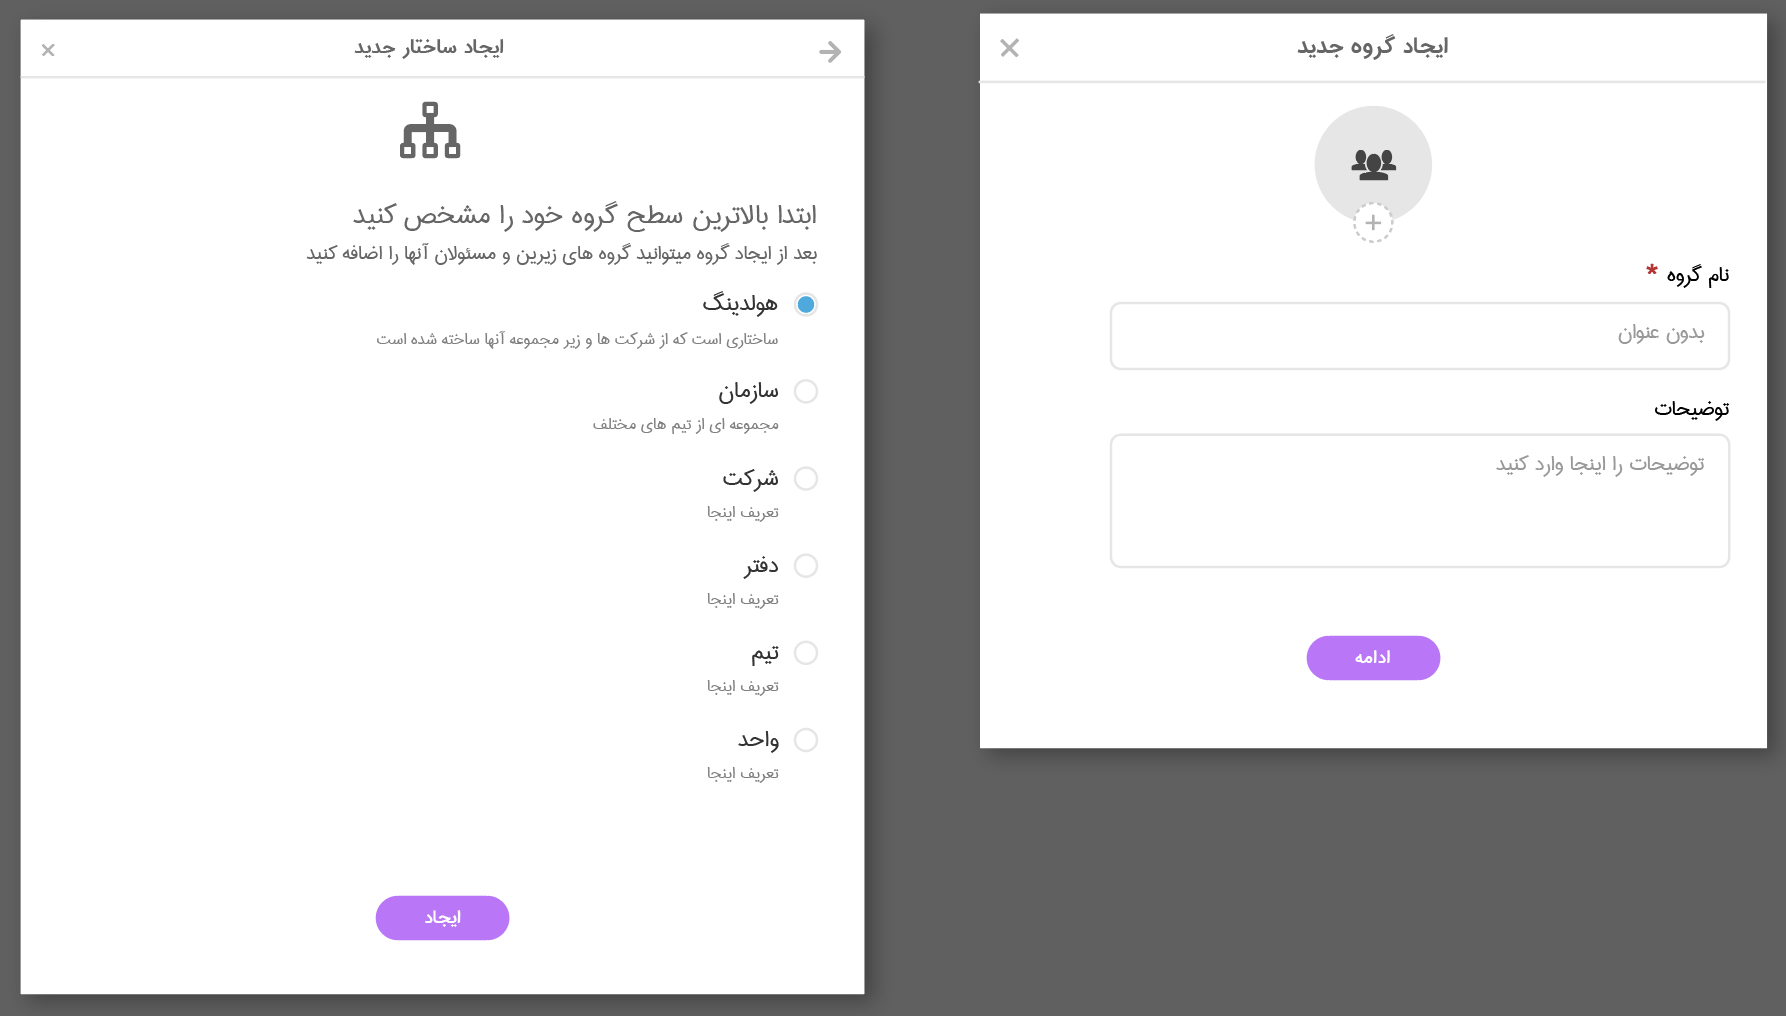 ایجاد گروه جدید
نام گروه *
بدون عنوان
توضیحات
توضیحات را اینجا وارد کنید
ادامه
ایجاد ساختار جدید
ابتدا بالاترین سطح گروه خود را مشخص کنید
بعد از ایجاد گروه میتوانید گروه های زیرین و مسئولان آنها را اضافه کنید
هولدینگ
ساختاری است که از شرکت ها و زیر مجموعه آنها ساخته شده است
سازمان
مجموعه ای از تیم های مختلف
شرکت
تعریف اینجا
دفتر
تعریف اینجا
تیم
تعریف اینجا
واحد
تعریف اینجا
ایجاد